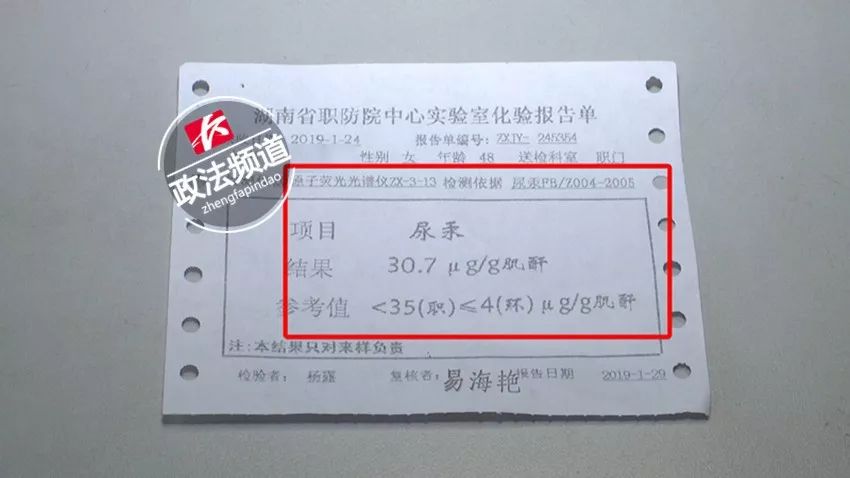 湖南省职防院中心实验室化验报告单
2019-1-24 报告单编号: ZXJY- 245354
性别 女 年龄 48 送检科室 职门
原子荧光光谱仪ZX-3-13 检测依据 尿汞FB/Z004-2005
项目 尿汞
结果 30.7 μg/g肌酐
参考值 <35(职)≤4(环)μg/g肌酐
注:本结果只对来样负责
检验者: 杨露 复核者: 易海艳 报告日期 2019-1-29
政法频道
zhengfapindao